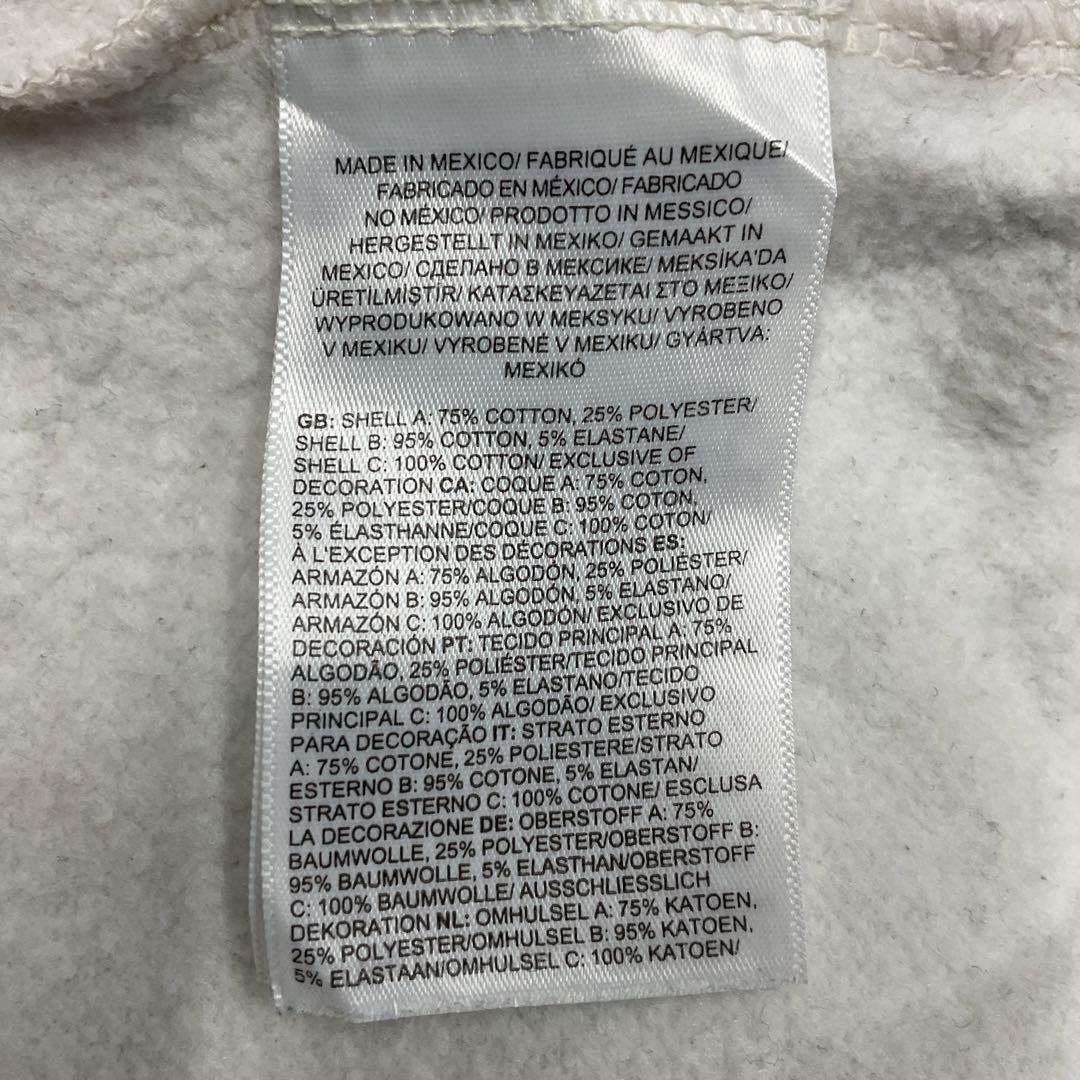 MADE IN MEXICO/ FABRIQUÉ AU MEXIQUE/
FABRICADO EN MÉXICO/ FABRICADO
NO MÉXICO/ PRODOTTO IN MESSICO/
HERGESTELLT IN MEXIKO/ GEMAAKT IN
MEXICO/ СДЕЛАНО В МЕКСИКЕ/ MEKSİKA'DA
ÜRETİLMİŞTİR/ ΚΑΤΑΣΚΕΥΑΖΕΤΑΙ ΣΤΟ ΜΕΞΙΚΟ/
WYPRODUKOWANO W MEKSYKU/ VYROBENO
V MEXIKU/ VYROBENÉ V MEXIKU/ GYÁRTVA:
MEXIKÓ
GB: SHELL A: 75% COTTON, 25% POLYESTER/
SHELL B: 95% COTTON, 5% ELASTANE/
SHELL C: 100% COTTON/ EXCLUSIVE OF
DECORATION CA: COQUE A: 75% COTON,
25% POLYESTER/COQUE B: 95% COTON,
5% ÉLASTHANNE/COQUE C: 100% COTON/
À L'EXCEPTION DES DÉCORATIONS ES:
ARMAZÓN A: 75% ALGODÓN, 25% POLIÉSTER/
ARMAZÓN B: 95% ALGODÓN, 5% ELASTANO/
ARMAZÓN C: 100% ALGODÓN/ EXCLUSIVO DE
DECORACIÓN PT: TECIDO PRINCIPAL A: 75%
ALGODÃO, 25% POLIÉSTER/TECIDO PRINCIPAL
B: 95% ALGODÃO, 5% ELASTANO/TECIDO
PRINCIPAL C: 100% ALGODÃO/ EXCLUSIVO
PARA DECORAÇÃO IT: STRATO ESTERNO
A: 75% COTONE, 25% POLIESTERE/STRATO
ESTERNO B: 95% COTONE, 5% ELASTAN/
STRATO ESTERNO C: 100% COTONE/ ESCLUSA
LA DECORAZIONE DE: OBERSTOFF A: 75%
BAUMWOLLE, 25% POLYESTER/OBERSTOFF B:
95% BAUMWOLLE, 5% ELASTHAN/OBERSTOFF
C: 100% BAUMWOLLE/ AUSSCHLIESSLICH
DEKORATION NL: OMHULSEL A: 75% KATOEN,
25% POLYESTER/OMHULSEL B: 95% KATOEN,
5% ELASTAAN/OMHULSEL C: 100% KATOEN/